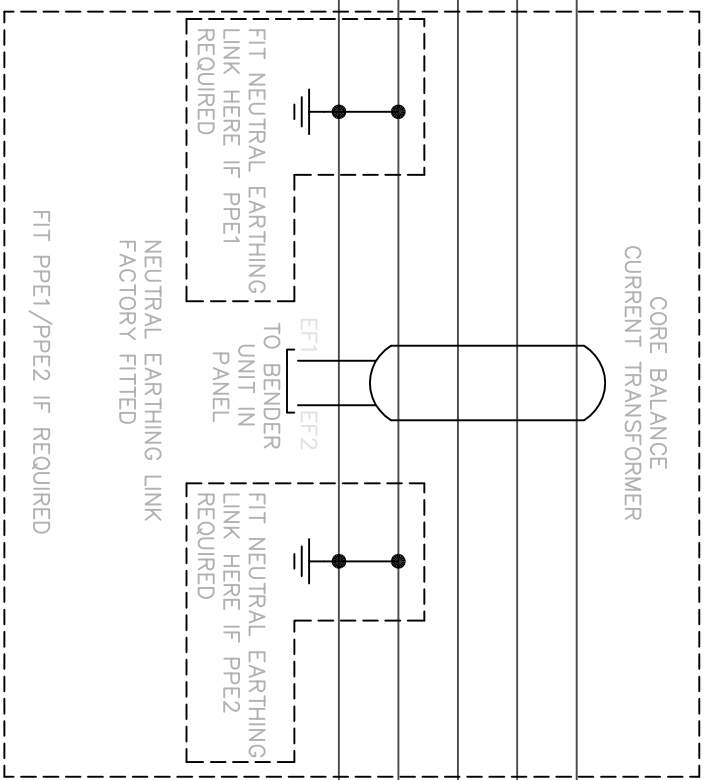 CORE BALANCE
CURRENT TRANSFORMER
FIT NEUTRAL EARTHING
LINK HERE IF PPE1
REQUIRED
EF1
EF2
TO BENDER
UNIT IN
PANEL
FIT NEUTRAL EARTHING
LINK HERE IF PPE2
REQUIRED
NEUTRAL EARTHING LINK
FACTORY FITTED
FIT PPE1/PPE2 IF REQUIRED